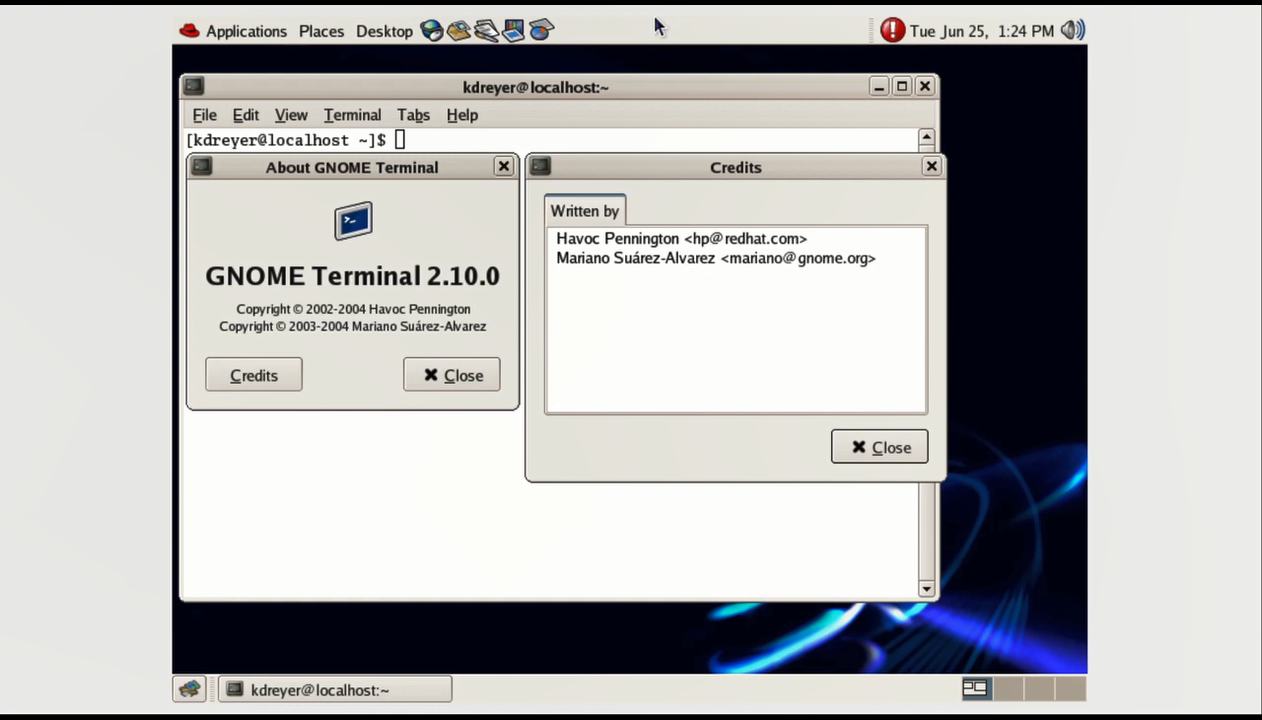 Applications Places Desktop
Tue Jun 25, 1:24 PM
kdreyer@localhost:~
File Edit View Terminal Tabs Help
[kdreyer@localhost ~]$
About GNOME Terminal
GNOME Terminal 2.10.0
Copyright © 2002-2004 Havoc Pennington
Copyright © 2003-2004 Mariano Suárez-Alvarez
Credits
Close
Credits
Written by
Havoc Pennington <hp@redhat.com>
Mariano Suárez-Alvarez <mariano@gnome.org>
Close
kdreyer@localhost:~